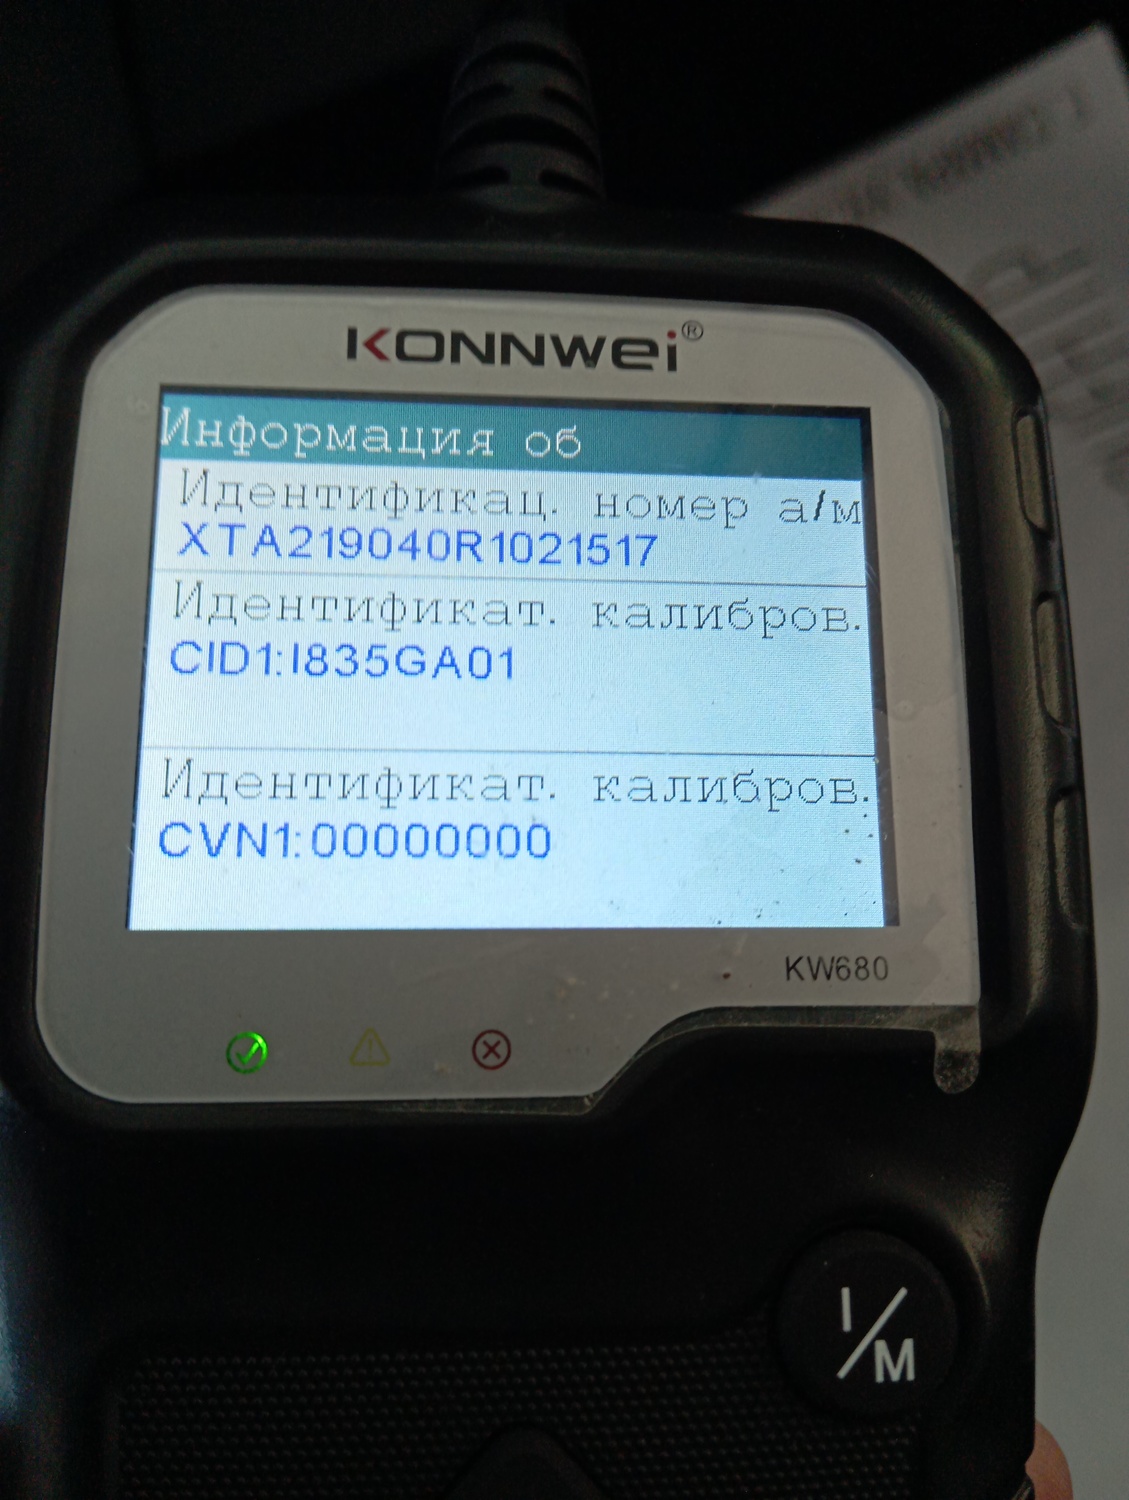 KONNWEI®
Информация об
Идентификац. номер а/м
XTA219040R1021517
Идентификат. калибров.
CID1:I835GA01
Идентификат. калибров.
CVN1:00000000
KW680
I/M